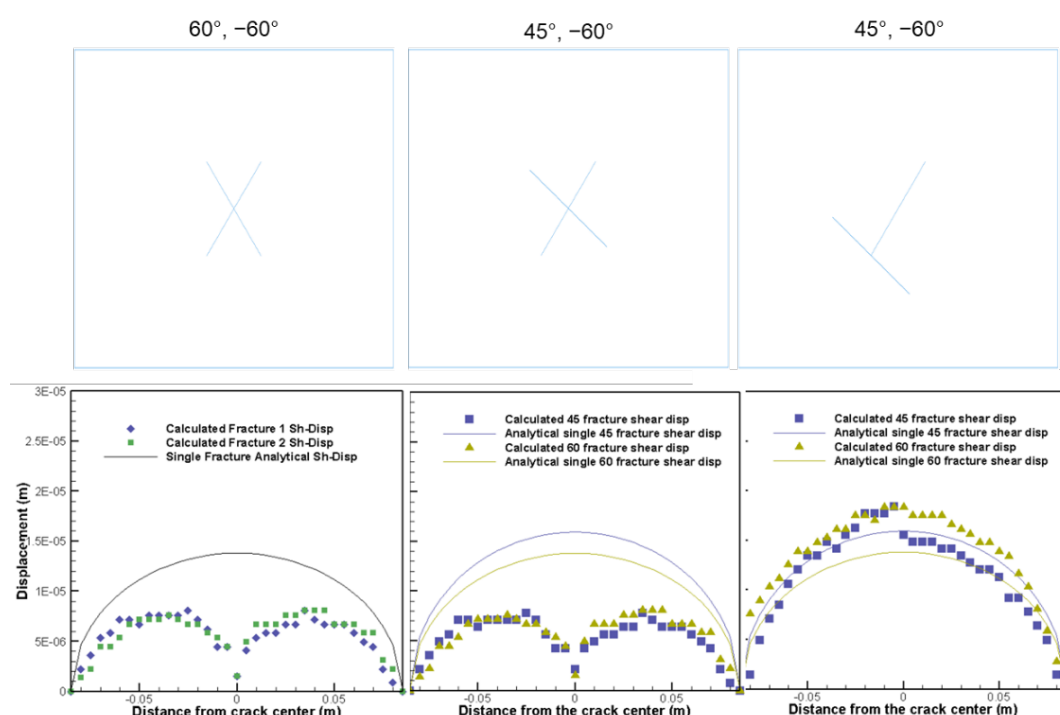 60°, −60°
45°, −60°
45°, −60°
3E-05
2.5E-05
2E-05
1.5E-05
1E-05
5E-06
0
Displacement (m)
Calculated Fracture 1 Sh-Disp
Calculated Fracture 2 Sh-Disp
Single Fracture Analytical Sh-Disp
-0.05
0
0.05
Distance from crack center (m)
Calculated 45 fracture shear disp
Analytical single 45 fracture shear disp
Calculated 60 fracture shear disp
Analytical single 60 fracture shear disp
-0.05
0
0.05
Distance from the crack center (m)
Calculated 45 fracture shear disp
Analytical single 45 fracture shear disp
Calculated 60 fracture shear disp
Analytical single 60 fracture shear disp
-0.05
0
0.05
Distance from the crack center (m)